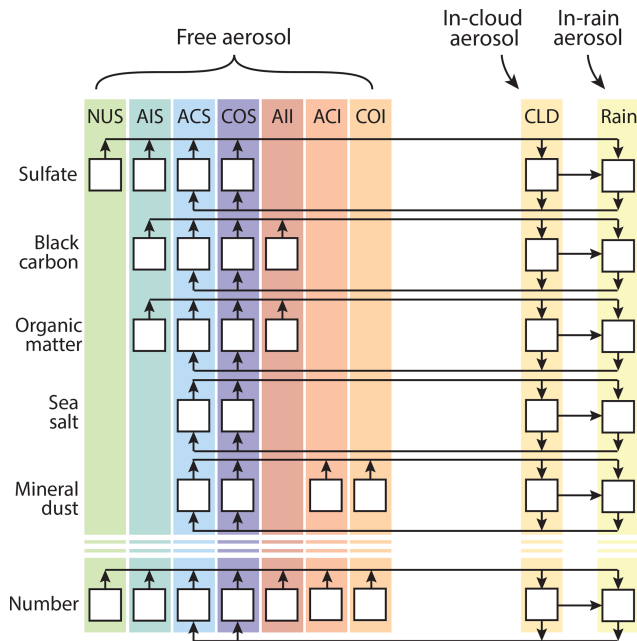 In-cloud
aerosol
In-rain
aerosol
Free aerosol
NUS AIS ACS COS AII ACI COI CLD Rain
Sulfate
Black
carbon
Organic
matter
Sea
salt
Mineral
dust
Number